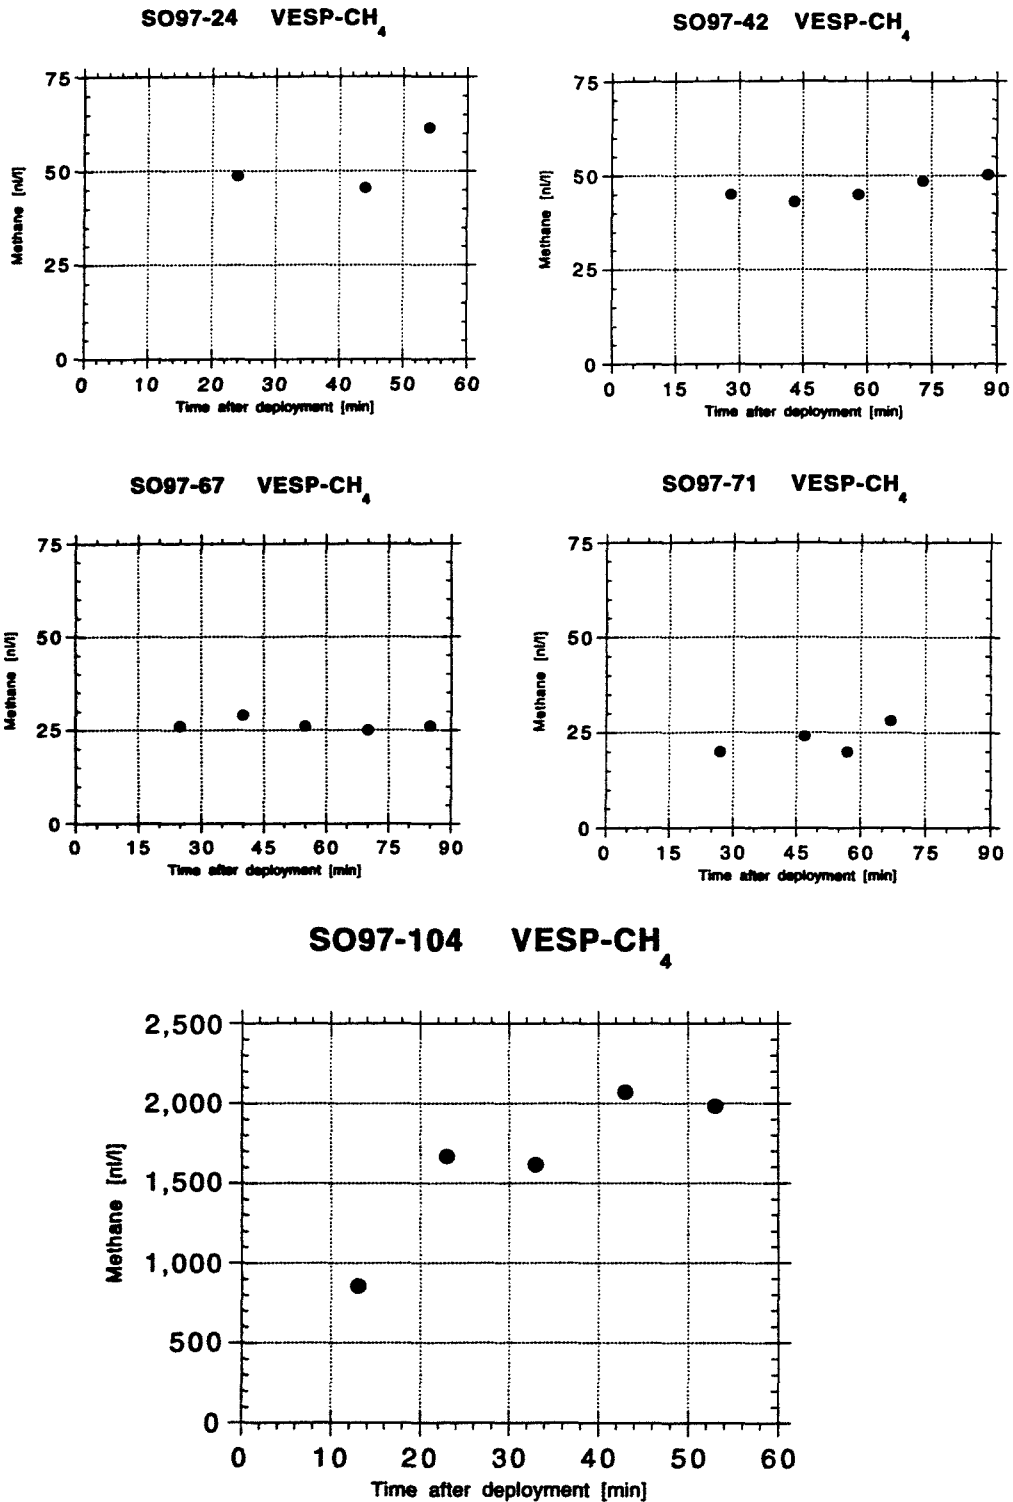 SO97-24 VESP-CH4
75
50
25
0
Methane [nl/l]
0 10 20 30 40 50 60
Time after deployment [min]
SO97-42 VESP-CH4
75
50
25
0
Methane [nl/l]
0 15 30 45 60 75 90
Time after deployment [min]
SO97-67 VESP-CH4
75
50
25
0
Methane [nl/l]
0 15 30 45 60 75 90
Time after deployment [min]
SO97-71 VESP-CH4
75
50
25
0
Methane [nl/l]
0 15 30 45 60 75 90
Time after deployment [min]
SO97-104 VESP-CH4
2,500
2,000
1,500
1,000
500
0
Methane [nl/l]
0 10 20 30 40 50 60
Time after deployment [min]